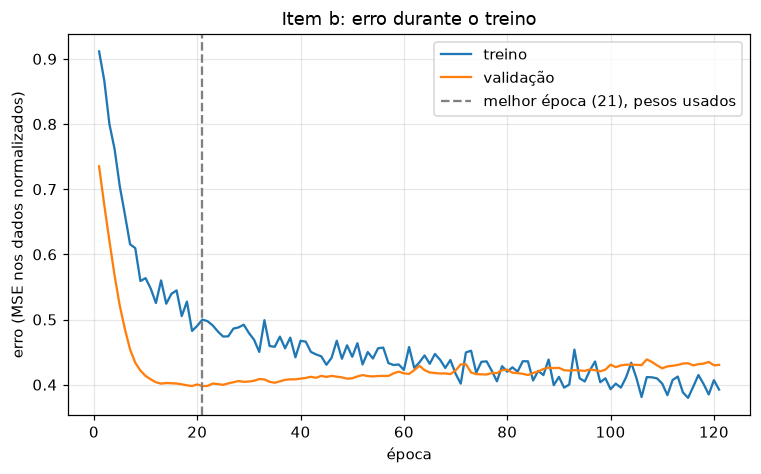 Item b: erro durante o treino
treino
validação
melhor época (21), pesos usados
erro (MSE nos dados normalizados)
0.9
0.8
0.7
0.6
0.5
0.4
0
20
40
60
80
100
120
época